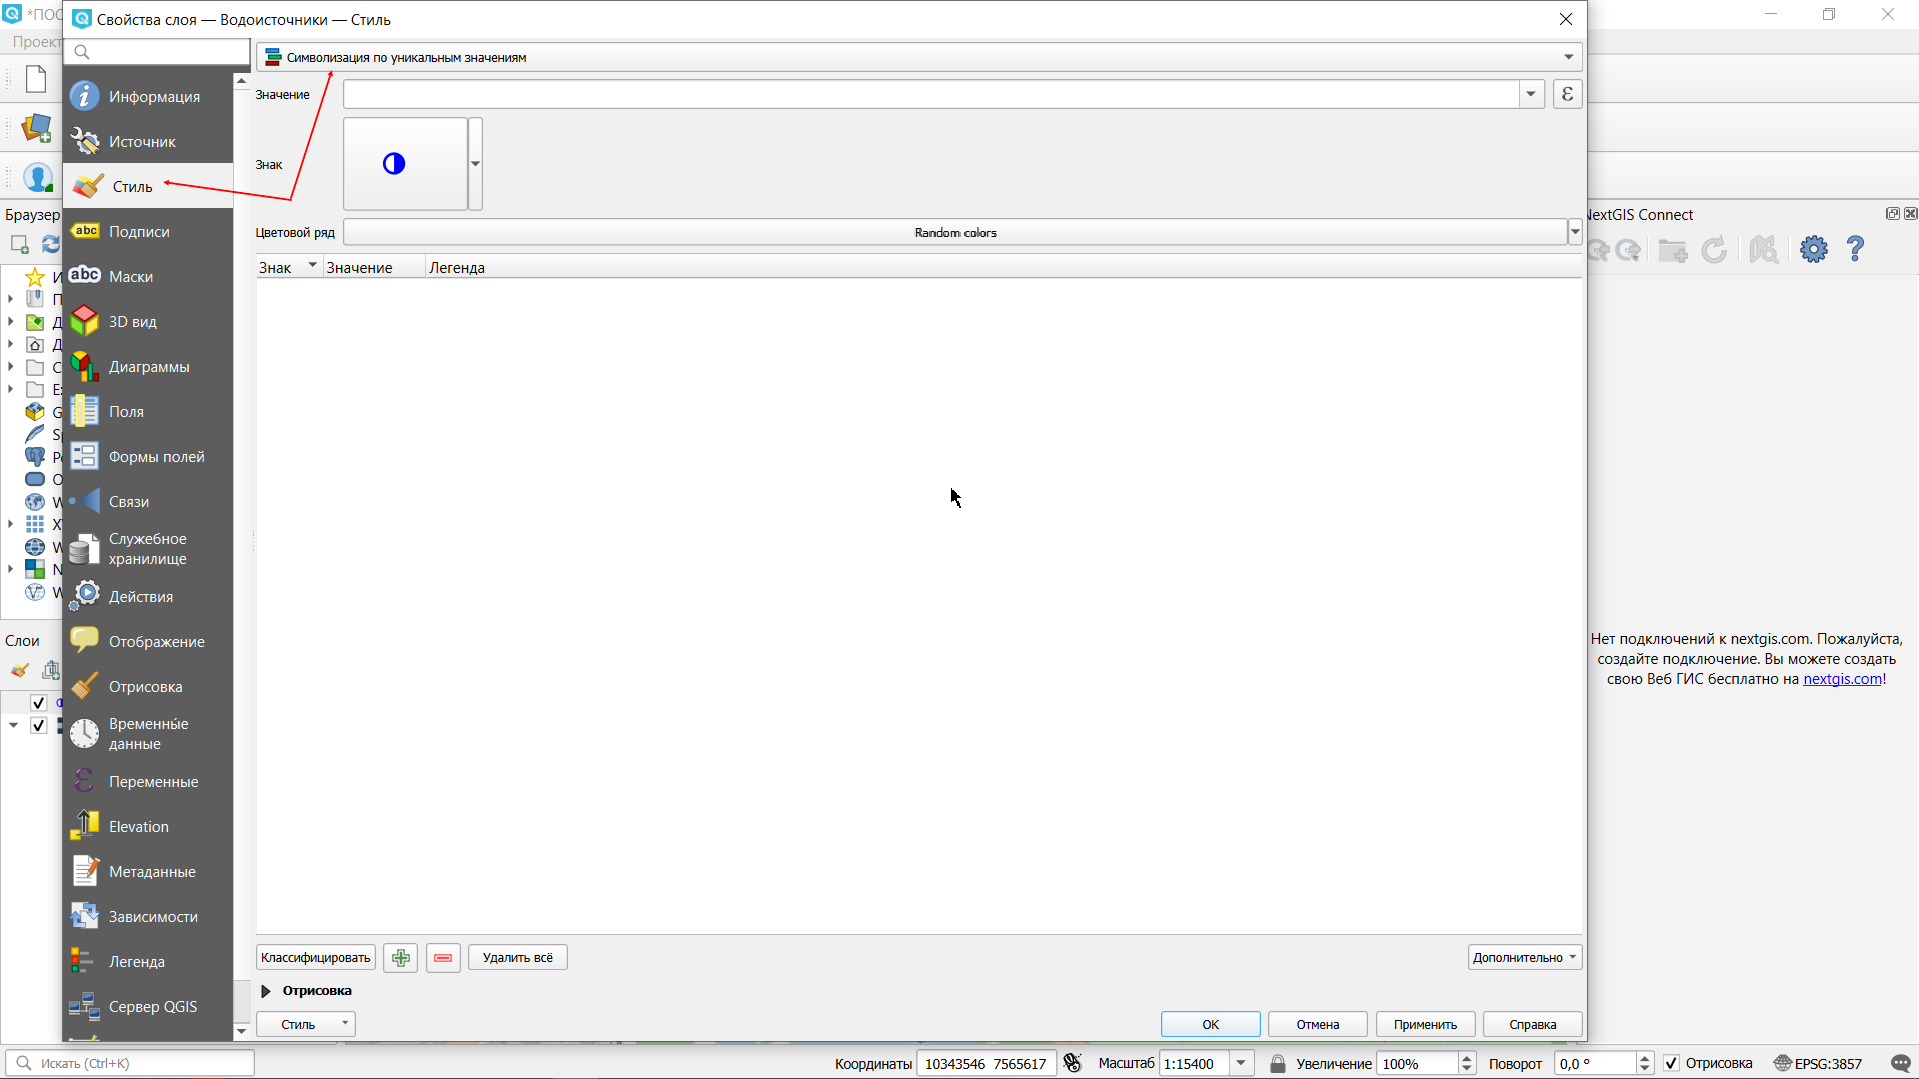 *ПОС
Свойства слоя — Водоисточники — Стиль
Проект
Символизация по уникальным значениям
Значение
ε
Знак
Цветовой ряд
Random colors
Знак
Значение
Легенда
Информация
Источник
Стиль
abc
Подписи
abc
Маски
3D вид
Диаграммы
Поля
Формы полей
Связи
Служебное
хранилище
Действия
Отображение
Отрисовка
Временны́е
данные
Переменные
Elevation
Метаданные
Зависимости
Легенда
Сервер QGIS
Браузер
Слои
NextGIS Connect
Нет подключений к nextgis.com. Пожалуйста,
создайте подключение. Вы можете создать
свою Веб ГИС бесплатно на nextgis.com!
Классифицировать
Удалить всё
Дополнительно
Отрисовка
Стиль
OK
Отмена
Применить
Справка
Искать (Ctrl+K)
Координаты
10343546 7565617
Масштаб
1:15400
Увеличение
100%
Поворот
0,0 °
Отрисовка
EPSG:3857